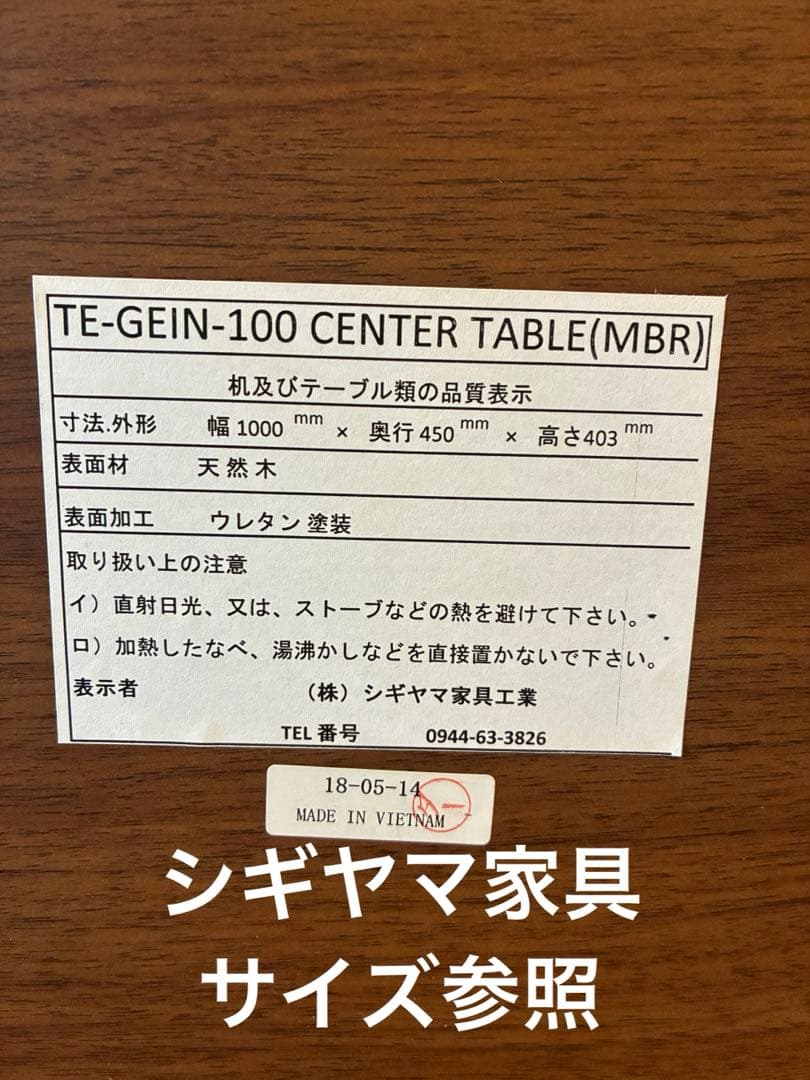 TE-GEIN-100 CENTER TABLE(MBR)
机及びテーブル類の品質表示
寸法.外形 幅 1000 mm × 奥行 450 mm × 高さ403 mm
表面材 天然木
表面加工 ウレタン 塗装
取り扱い上の注意
イ）直射日光、又は、ストーブなどの熱を避けて下さい。
ロ）加熱したなべ、湯沸かしなどを直接置かないで下さい。
表示者 （株）シギヤマ家具工業
TEL 番号 0944-63-3826
18-05-14
MADE IN VIETNAM
シギヤマ家具
サイズ参照